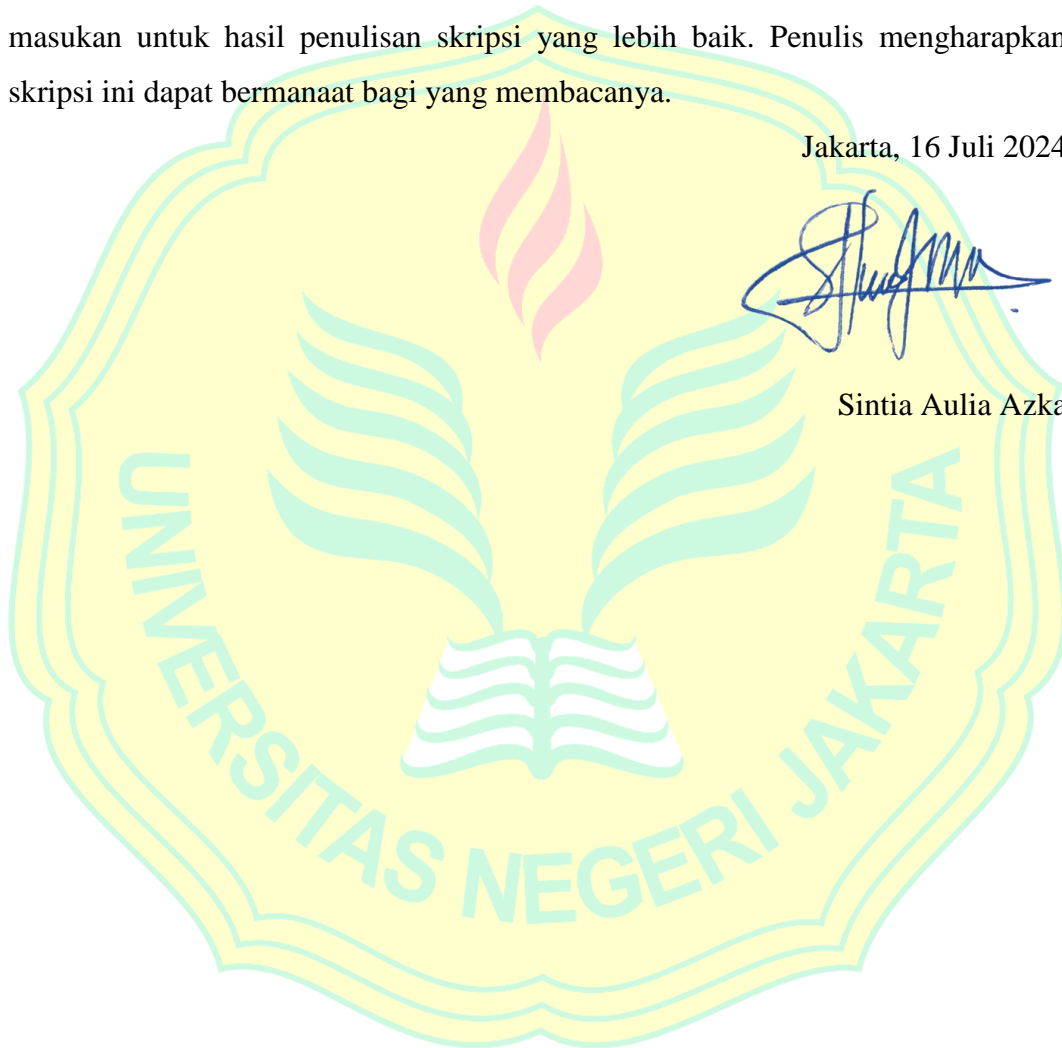 masukan untuk hasil penulisan skripsi yang lebih baik. Penulis mengharapkan
skripsi ini dapat bermanaat bagi yang membacanya.
Jakarta, 16 Juli 2024
Sintia Aulia Azka
UNIVERSITAS NEGERI JAKARTA